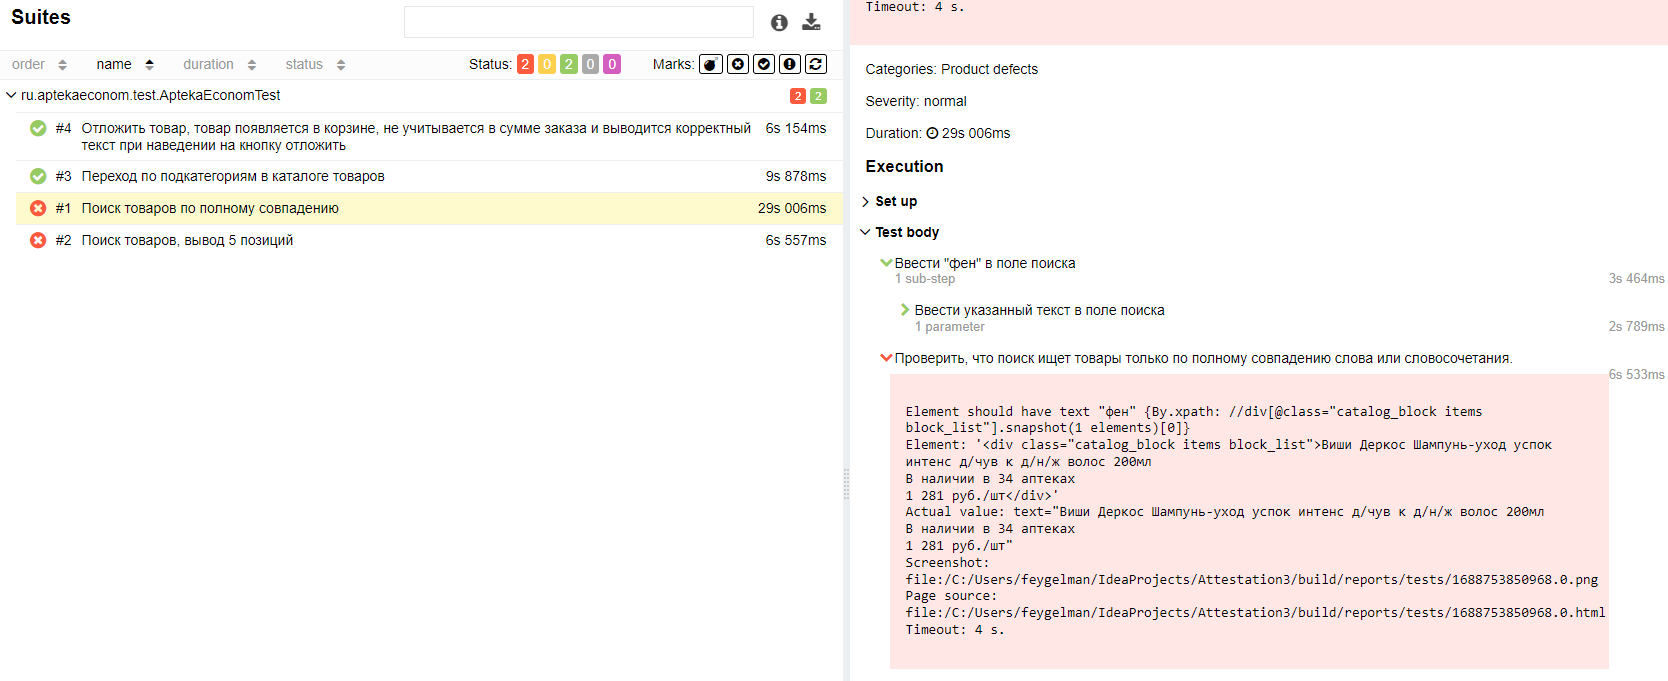 Suites
order name duration status Status: 2 0 2 0 0 Marks:
ru.aptekaeconom.test.AptekaEconomTest 2 2
#4 Отложить товар, товар появляется в корзине, не учитывается в сумме заказа и выводится корректный 6s 154ms
текст при наведении на кнопку отложить
#3 Переход по подкатегориям в каталоге товаров 9s 878ms
#1 Поиск товаров по полному совпадению 29s 006ms
#2 Поиск товаров, вывод 5 позиций 6s 557ms
Timeout: 4 s.
Categories: Product defects
Severity: normal
Duration: 29s 006ms
Execution
Set up
Test body
Ввести "фен" в поле поиска
1 sub-step 3s 464ms
Ввести указанный текст в поле поиска
1 parameter 2s 789ms
Проверить, что поиск ищет товары только по полному совпадению слова или словосочетания.
6s 533ms
Element should have text "фен" {By.xpath: //div[@class="catalog_block items
block_list"].snapshot(1 elements)[0]}
Element: '<div class="catalog_block items block_list">Виши Деркос Шампунь-уход успок
интенс д/чув к д/н/ж волос 200мл
В наличии в 34 аптеках
1 281 руб./шт</div>'
Actual value: text="Виши Деркос Шампунь-уход успок интенс д/чув к д/н/ж волос 200мл
В наличии в 34 аптеках
1 281 руб./шт"
Screenshot:
file:/C:/Users/feygelman/IdeaProjects/Attestation3/build/reports/tests/1688753850968.0.png
Page source:
file:/C:/Users/feygelman/IdeaProjects/Attestation3/build/reports/tests/1688753850968.0.html
Timeout: 4 s.